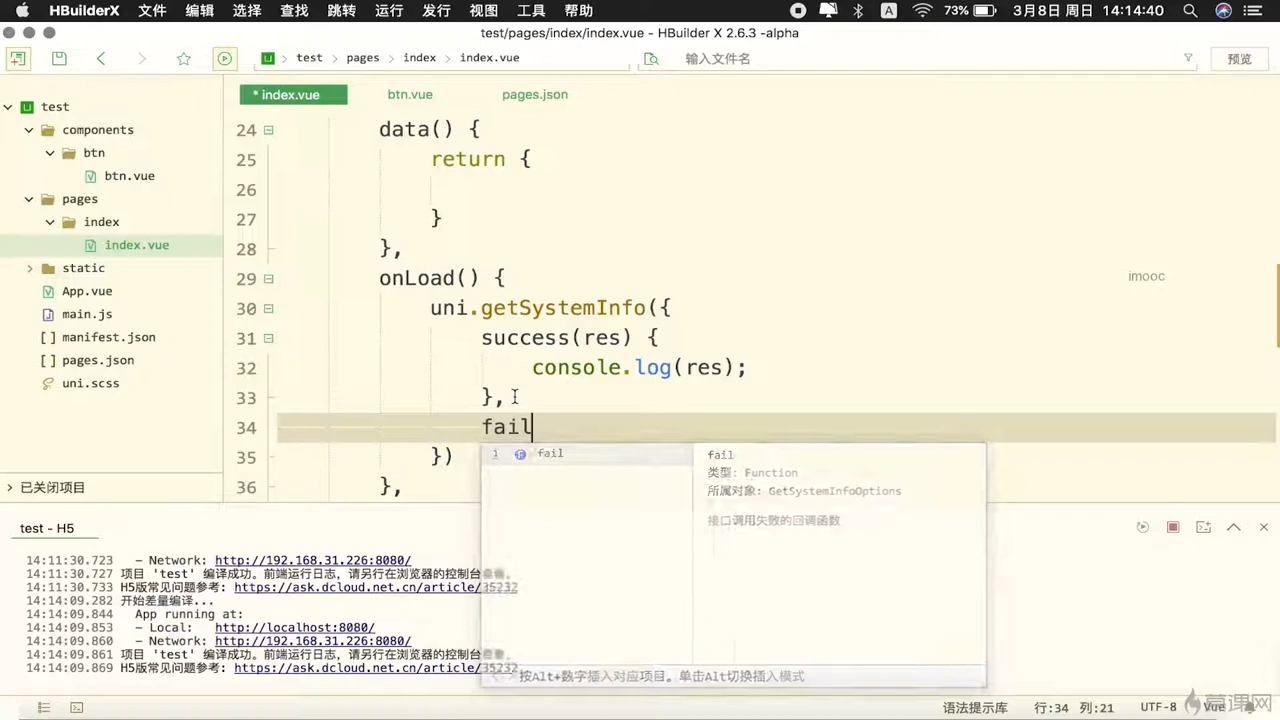 HBuilderX 文件 编辑 选择 查找 跳转 运行 发行 视图 工具 帮助 A 73% 3月8日 周日 14:14:40
test/pages/index/index.vue - HBuilder X 2.6.3 -alpha
test pages index index.vue 输入文件名 预览
* index.vue btn.vue pages.json
test
components
btn
btn.vue
pages
index
index.vue
static
App.vue
main.js
manifest.json
pages.json
uni.scss
已关闭项目
24 data() {
25 return {
26
27 }
28 },
29 onLoad() {
30 uni.getSystemInfo({
31 success(res) {
32 console.log(res);
33 },
34 fail
35 })
36 },
imooc
1 fail
fail
类型: Function
所属对象: GetSystemInfoOptions
接口调用失败的回调函数
按Alt+数字插入对应项目。单击Alt切换插入模式
test - H5
14:11:30.723 - Network: http://192.168.31.226:8080/
14:11:30.727 项目 'test' 编译成功。前端运行日志，请另行在浏览器的控制台查看。
14:11:30.733 H5版常见问题参考: https://ask.dcloud.net.cn/article/35232
14:14:09.282 开始差量编译...
14:14:09.844 App running at:
14:14:09.853 - Local: http://localhost:8080/
14:14:09.860 - Network: http://192.168.31.226:8080/
14:14:09.861 项目 'test' 编译成功。前端运行日志，请另行在浏览器的控制台查看。
14:14:09.869 H5版常见问题参考: https://ask.dcloud.net.cn/article/35232
语法提示库 行:34 列:21 UTF-8 Vue
慕课网